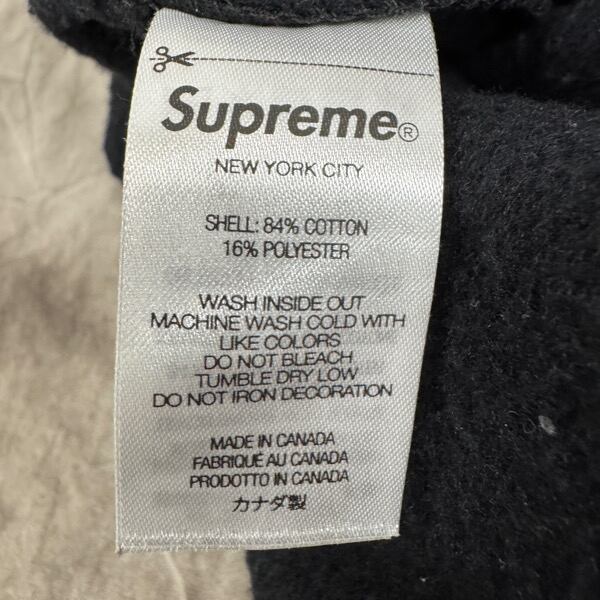 Supreme®
NEW YORK CITY
SHELL: 84% COTTON
16% POLYESTER
WASH INSIDE OUT
MACHINE WASH COLD WITH
LIKE COLORS
DO NOT BLEACH
TUMBLE DRY LOW
DO NOT IRON DECORATION
MADE IN CANADA
FABRIQUÉ AU CANADA
PRODOTTO IN CANADA
カナダ製